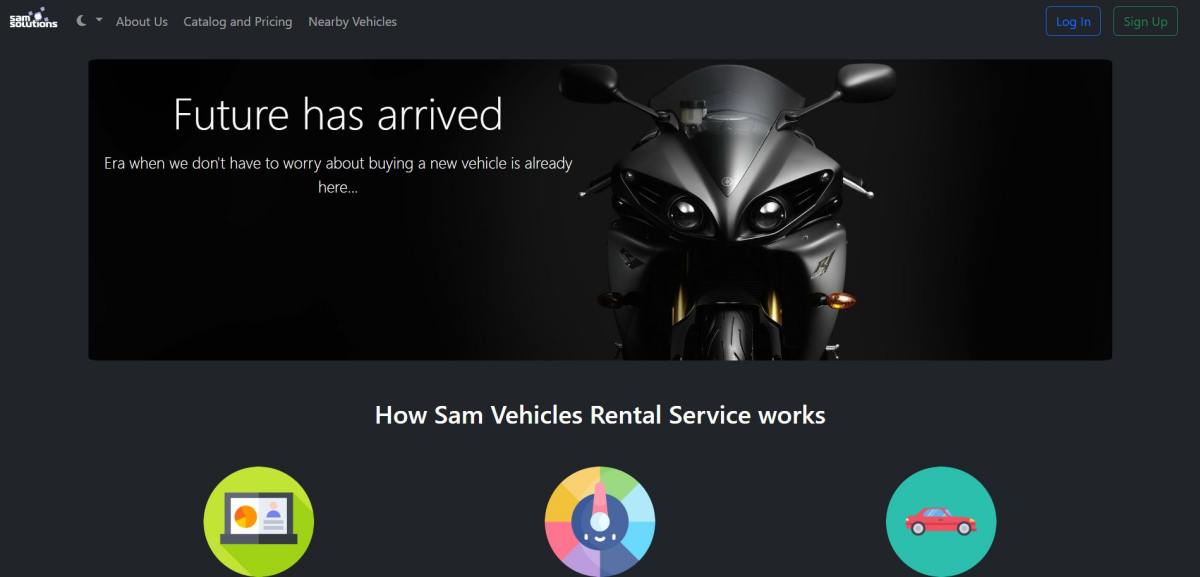 sam solutions
About Us
Catalog and Pricing
Nearby Vehicles
Log In
Sign Up
Future has arrived
Era when we don't have to worry about buying a new vehicle is already
here...
How Sam Vehicles Rental Service works